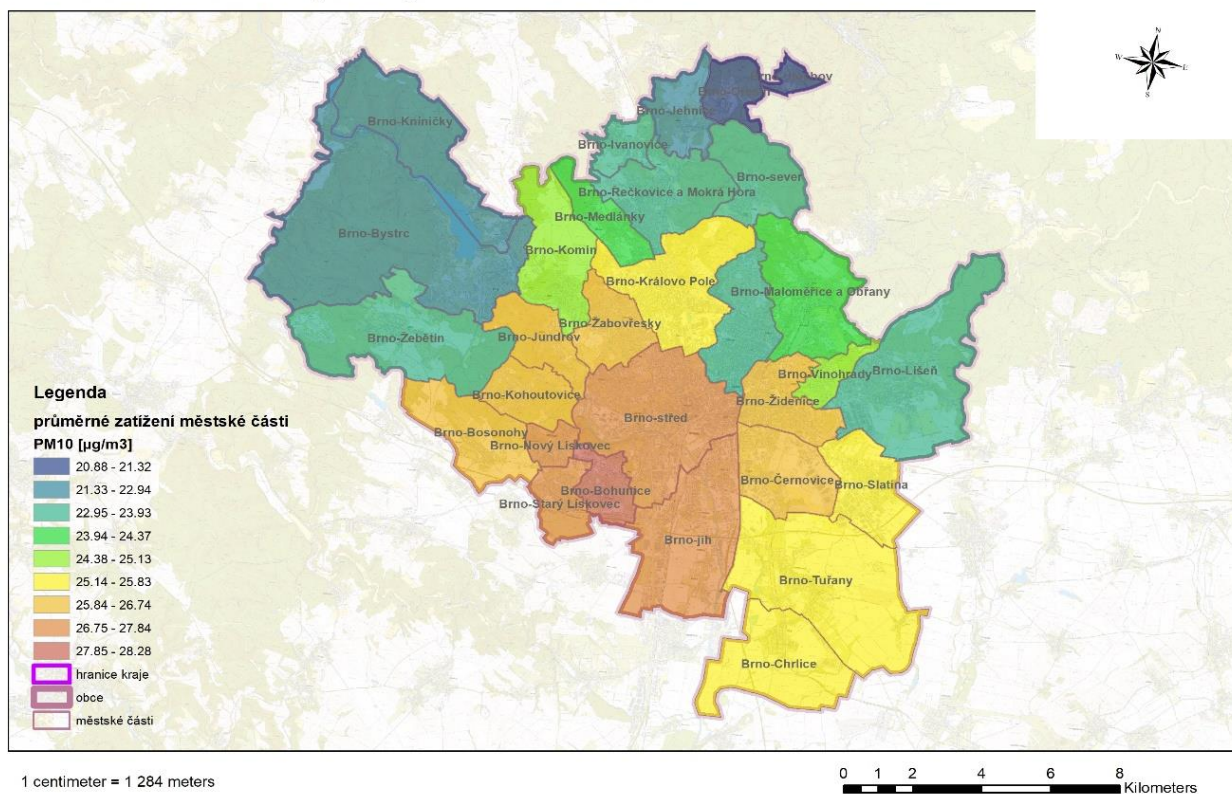 N
W
E
S
Brno-Kníničky
Brno-Jehnice
Brno-Ivanovice
Brno-sever
Brno-Řečkovice a Mokrá Hora
Brno-Medlánky
Brno-Bystrc
Brno-Komín
Brno-Královo Pole
Brno-Maloměřice a Obřany
Brno-Žabovřesky
Brno-Jundrov
Brno-Žebětín
Brno-Vinohrady
Brno-Líšeň
Brno-Kohoutovice
Brno-Židenice
Brno-střed
Brno-Bosonohy
Brno-Nový Lískovec
Brno-Černovice
Brno-Slatina
Brno-Bohunice
Brno-Starý Lískovec
Brno-jih
Brno-Tuřany
Brno-Chrlice
Legenda
průměrné zatížení městské části
PM10 [µg/m3]
20.88 - 21.32
21.33 - 22.94
22.95 - 23.93
23.94 - 24.37
24.38 - 25.13
25.14 - 25.83
25.84 - 26.74
26.75 - 27.84
27.85 - 28.28
hranice kraje
obce
městské části
1 centimeter = 1 284 meters
0 1 2 4 6 8
Kilometers